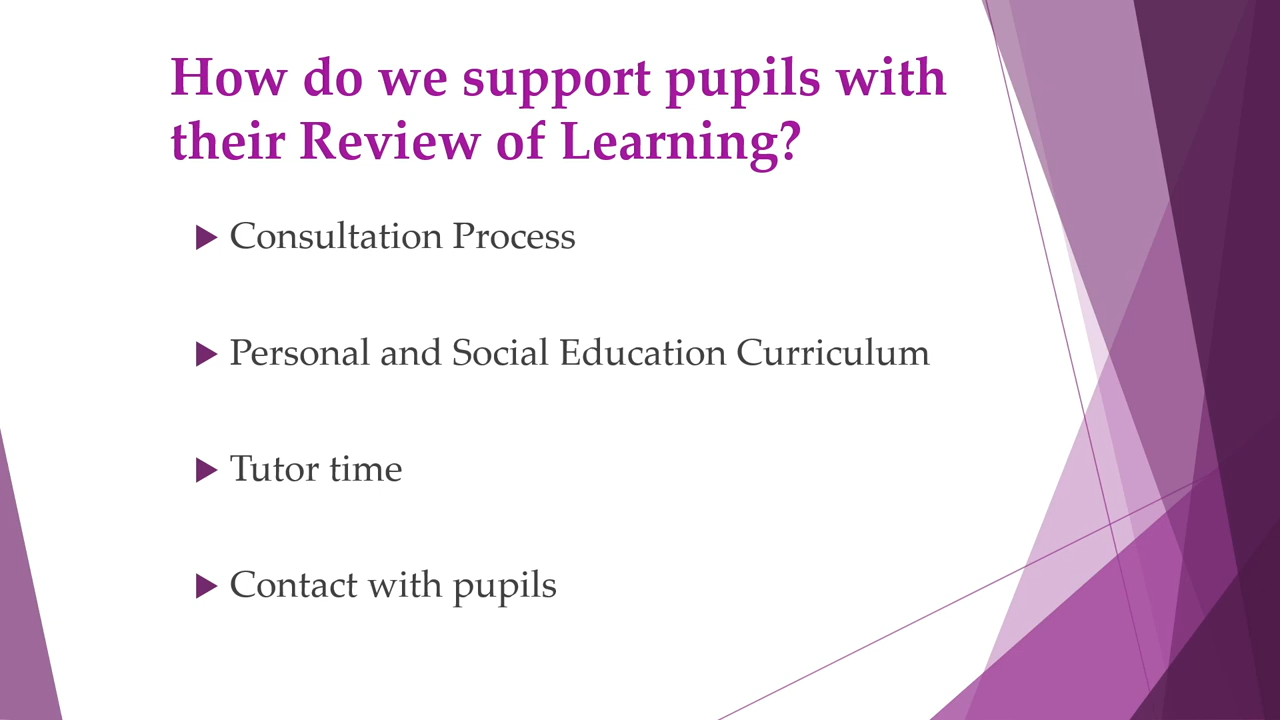 How do we support pupils with
their Review of Learning?
Consultation Process
Personal and Social Education Curriculum
Tutor time
Contact with pupils